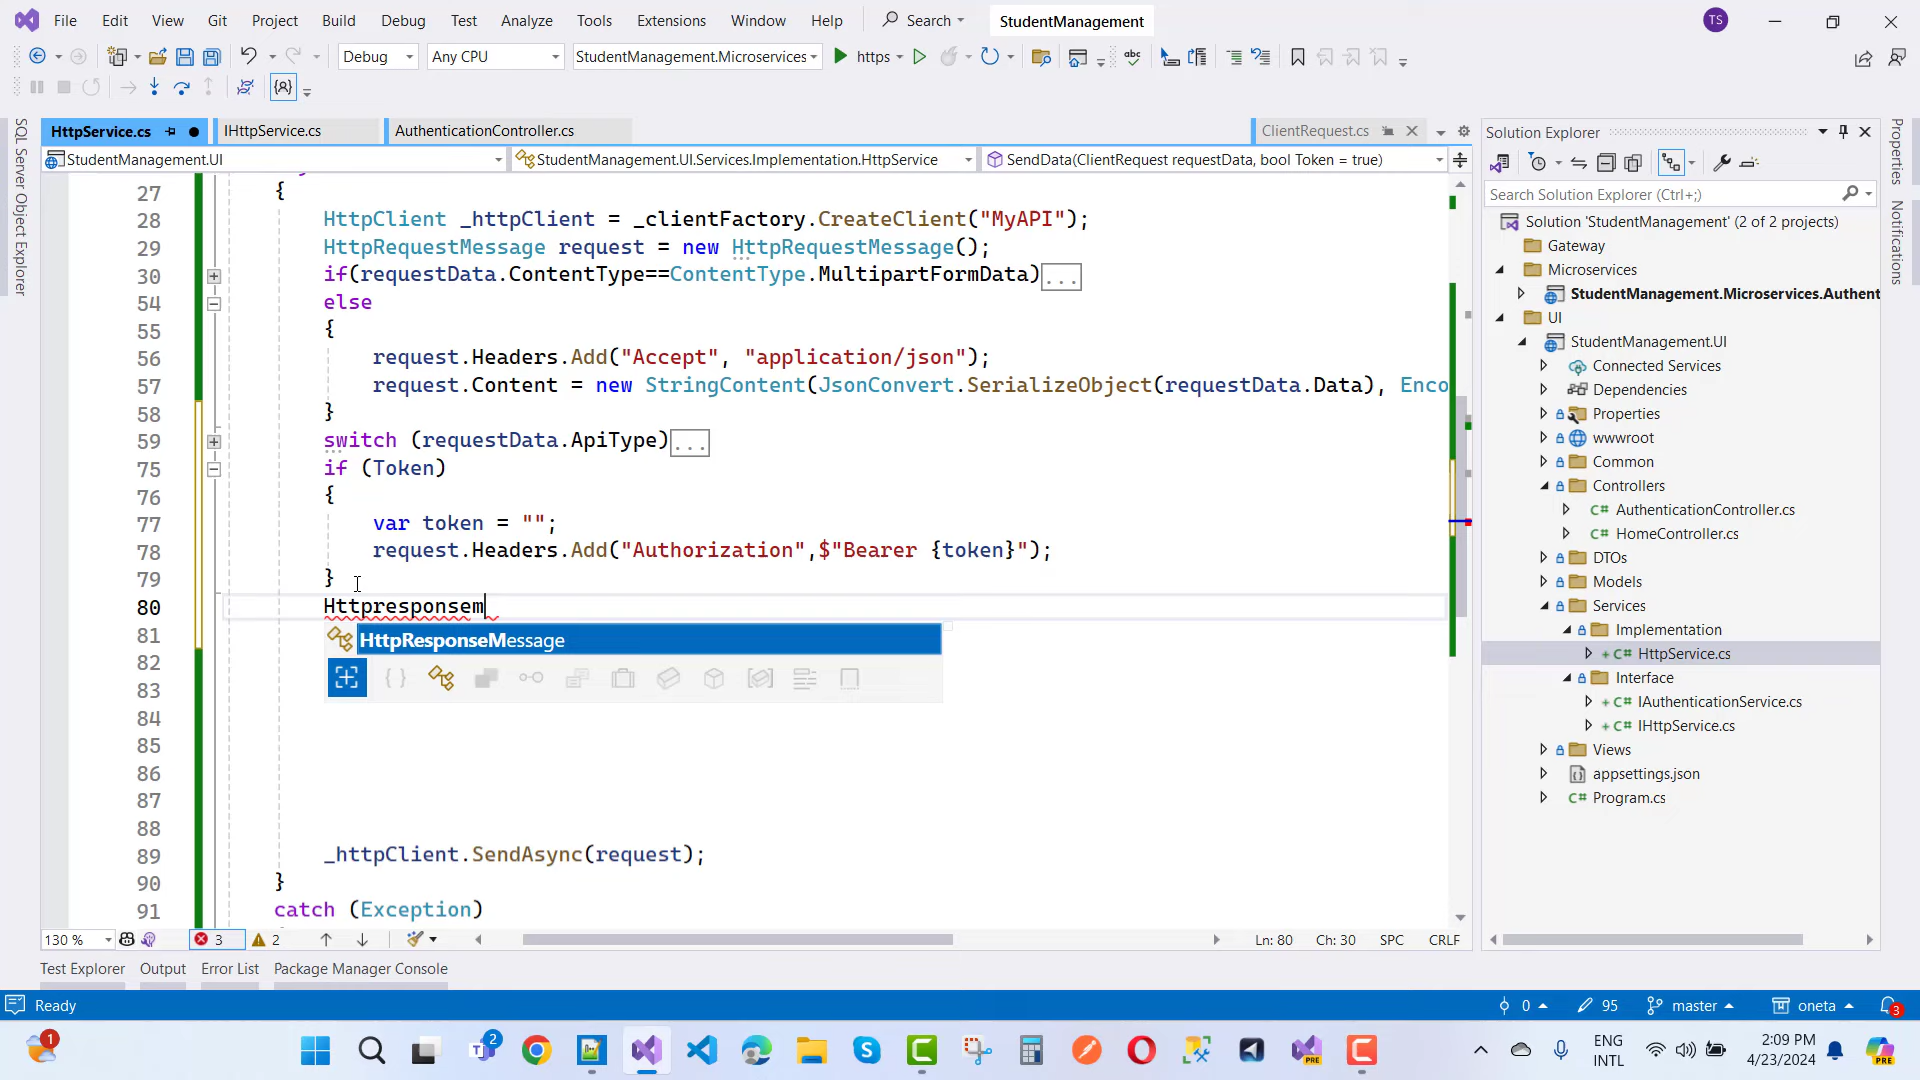 File Edit View Git Project Build Debug Test Analyze Tools Extensions Window Help Search StudentManagement TS
Debug Any CPU StudentManagement.Microservices https
HttpService.cs IHttpService.cs AuthenticationController.cs ClientRequest.cs
StudentManagement.UI StudentManagement.UI.Services.Implementation.HttpService SendData(ClientRequest requestData, bool Token = true)
27 {
28 HttpClient _httpClient = _clientFactory.CreateClient("MyAPI");
29 HttpRequestMessage request = new HttpRequestMessage();
30 if(requestData.ContentType==ContentType.MultipartFormData)...
54 else
55 {
56 request.Headers.Add("Accept", "application/json");
57 request.Content = new StringContent(JsonConvert.SerializeObject(requestData.Data), Enco
58 }
59 switch (requestData.ApiType)...
75 if (Token)
76 {
77 var token = "";
78 request.Headers.Add("Authorization",$"Bearer {token}");
79 }
80 Httpresponsem
81 HttpResponseMessage
82
83
84
85
86
87
88
89 _httpClient.SendAsync(request);
90 }
91 catch (Exception)
130 % 3 2 Ln: 80 Ch: 30 SPC CRLF
Test Explorer Output Error List Package Manager Console
Ready 0 95 master oneta 3
SQL Server Object Explorer
Solution Explorer
Search Solution Explorer (Ctrl+;)
Solution 'StudentManagement' (2 of 2 projects)
Gateway
Microservices
StudentManagement.Microservices.Authent
UI
StudentManagement.UI
Connected Services
Dependencies
Properties
wwwroot
Common
Controllers
C# AuthenticationController.cs
C# HomeController.cs
DTOs
Models
Services
Implementation
+ C# HttpService.cs
Interface
+ C# IAuthenticationService.cs
+ C# IHttpService.cs
Views
appsettings.json
C# Program.cs
Properties
Notifications
1 2 PRE ENG
INTL 2:09 PM
4/23/2024 PRE